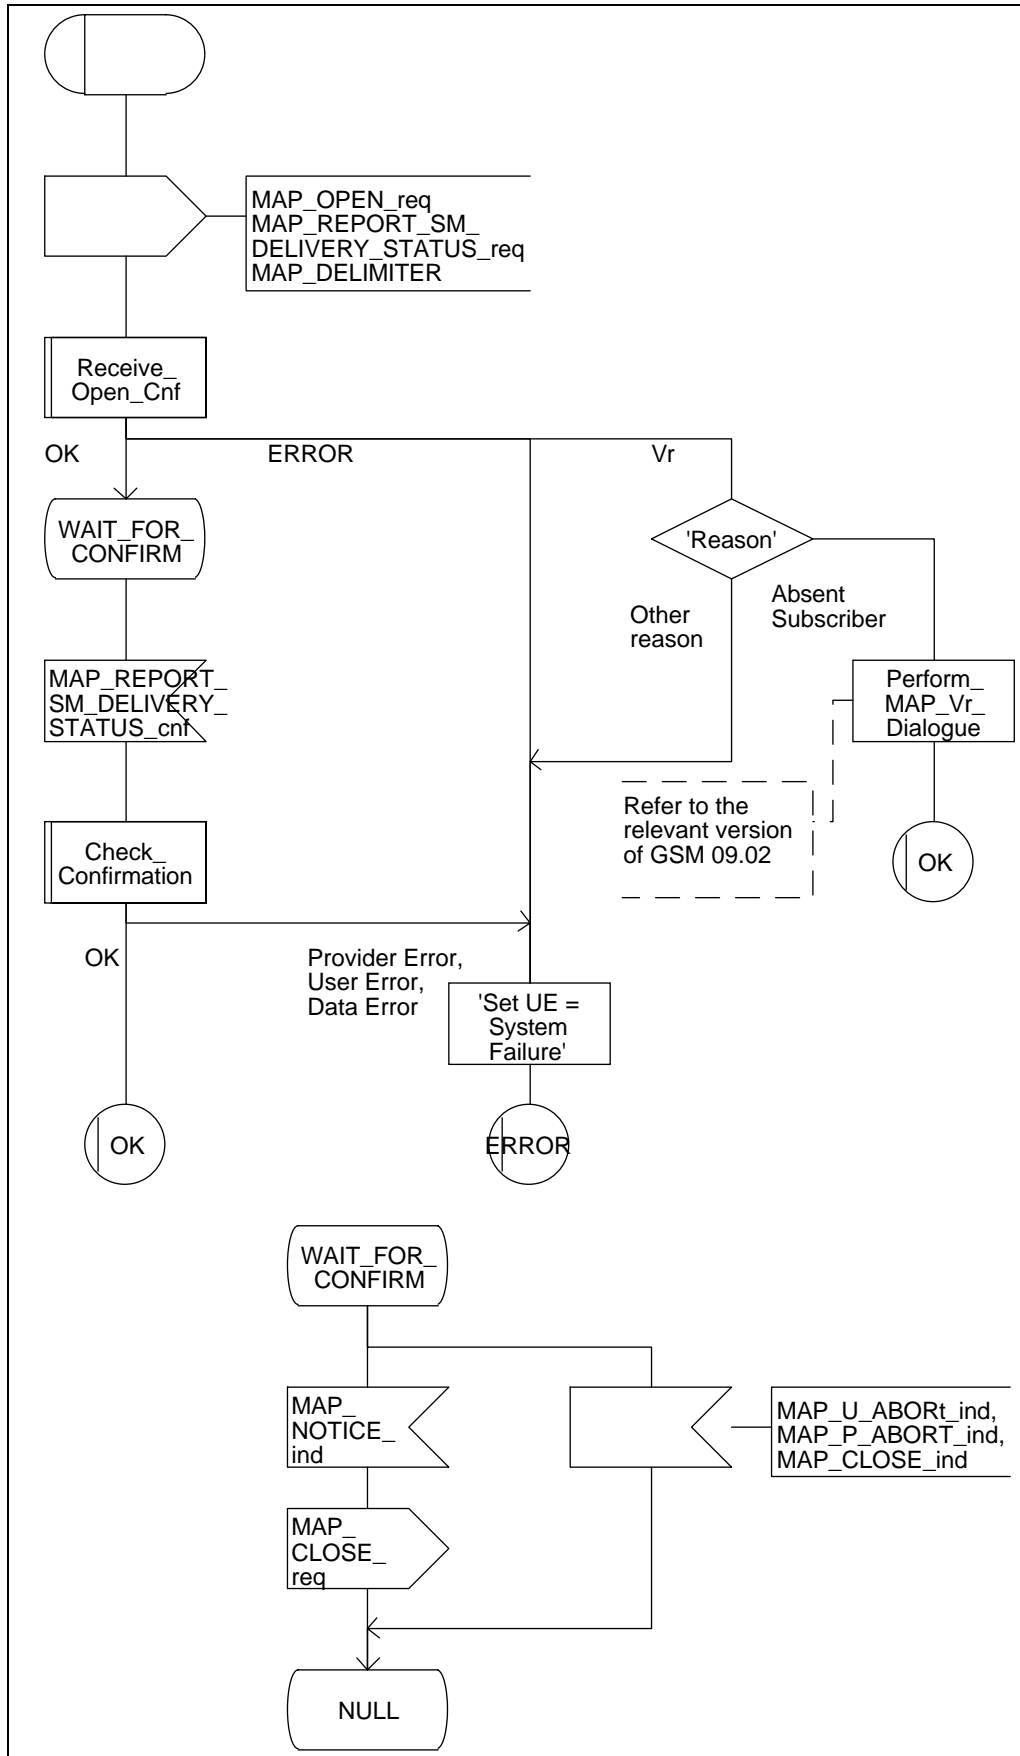 MAP_OPEN_req
MAP_REPORT_SM_
DELIVERY_STATUS_req
MAP_DELIMITER
Receive_
Open_Cnf
OK
ERROR
Vr
WAIT_FOR_
CONFIRM
'Reason'
Other
reason
Absent
Subscriber
MAP_REPORT_
SM_DELIVERY_
STATUS_cnf
Perform_
MAP_Vr_
Dialogue
Refer to the
relevant version
of GSM 09.02
OK
Check_
Confirmation
OK
Provider Error,
User Error,
Data Error
'Set UE =
System
Failure'
OK
ERROR
WAIT_FOR_
CONFIRM
MAP_
NOTICE_
ind
MAP_U_ABORt_ind,
MAP_P_ABORT_ind,
MAP_CLOSE_ind
MAP_
CLOSE_
req
NULL